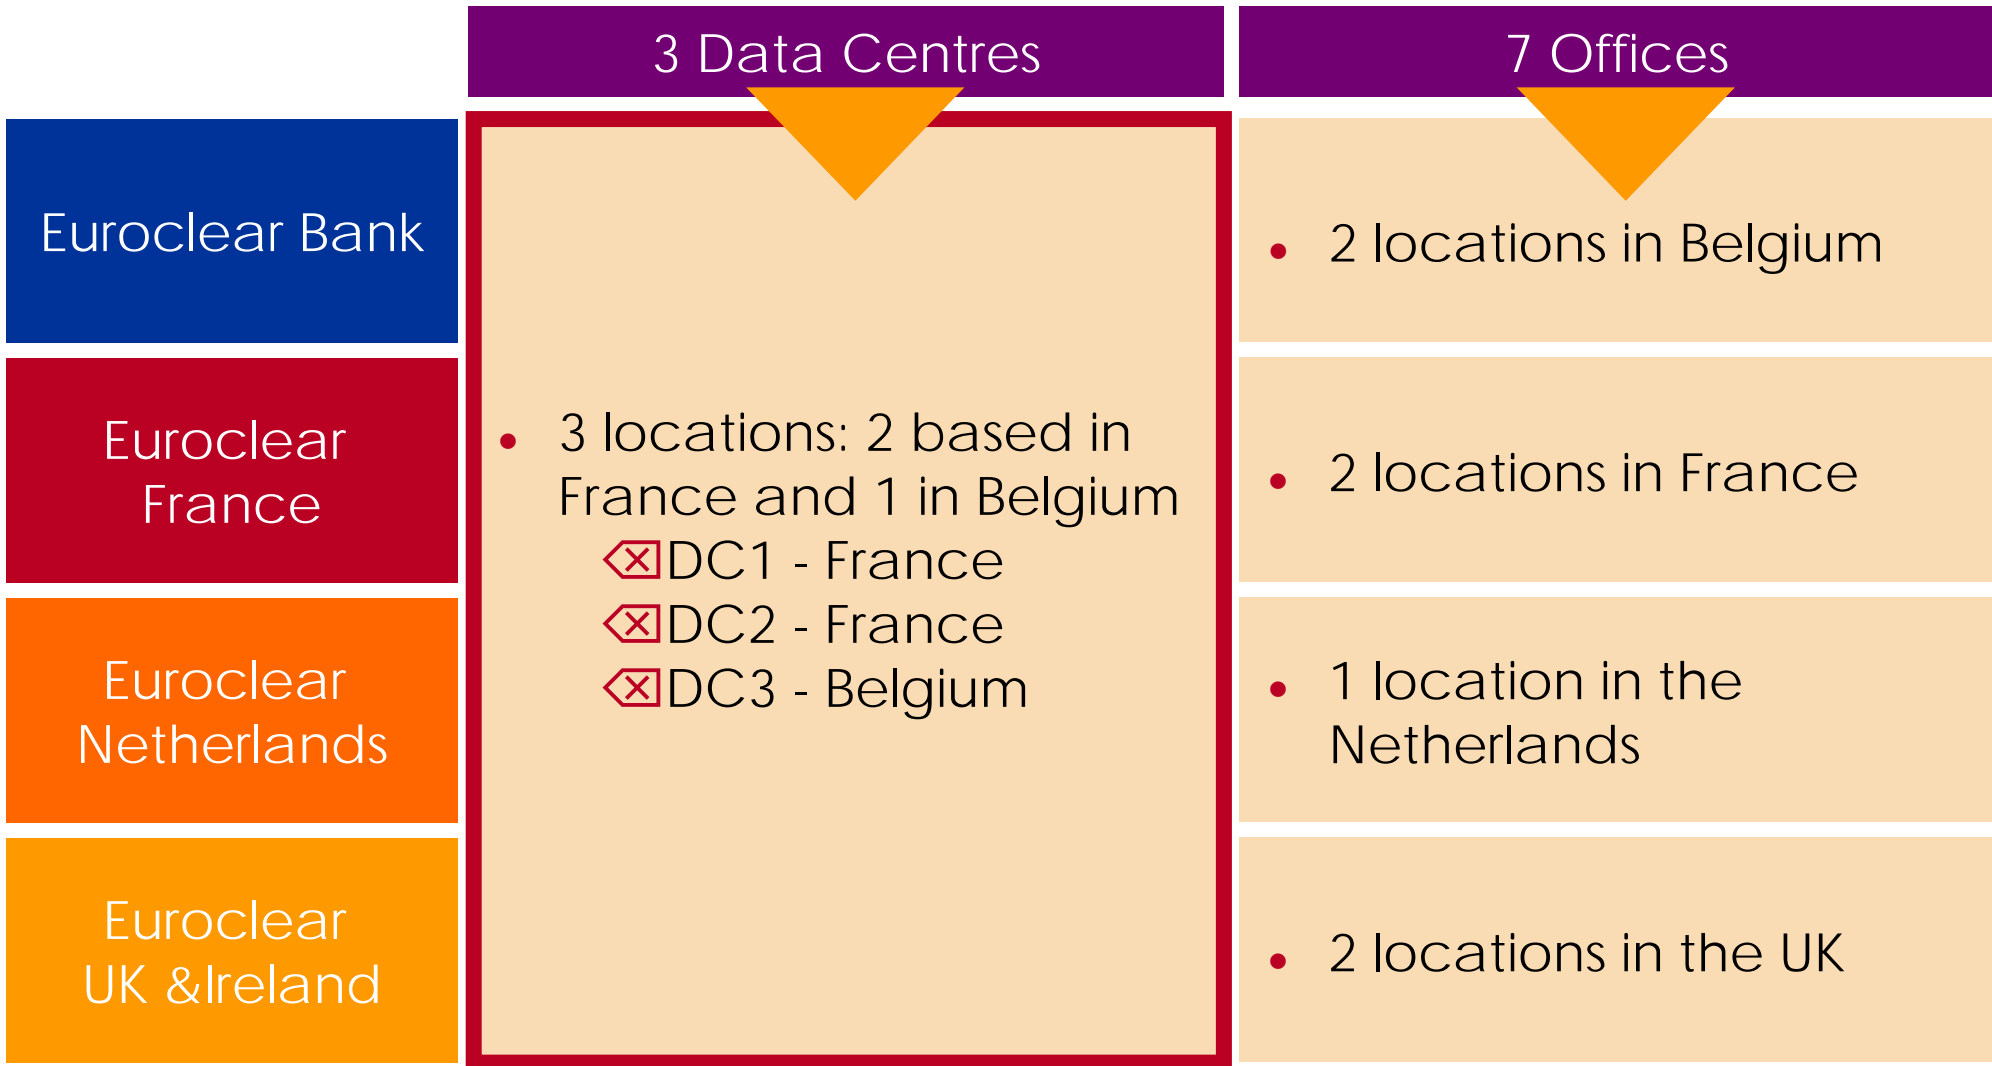 3 Data Centres
7 Offices
Euroclear Bank
• 2 locations in Belgium
Euroclear
France
• 3 locations: 2 based in
France and 1 in Belgium
⌫DC1 - France
⌫DC2 - France
⌫DC3 - Belgium
• 2 locations in France
Euroclear
Netherlands
• 1 location in the
Netherlands
Euroclear
UK &Ireland
• 2 locations in the UK